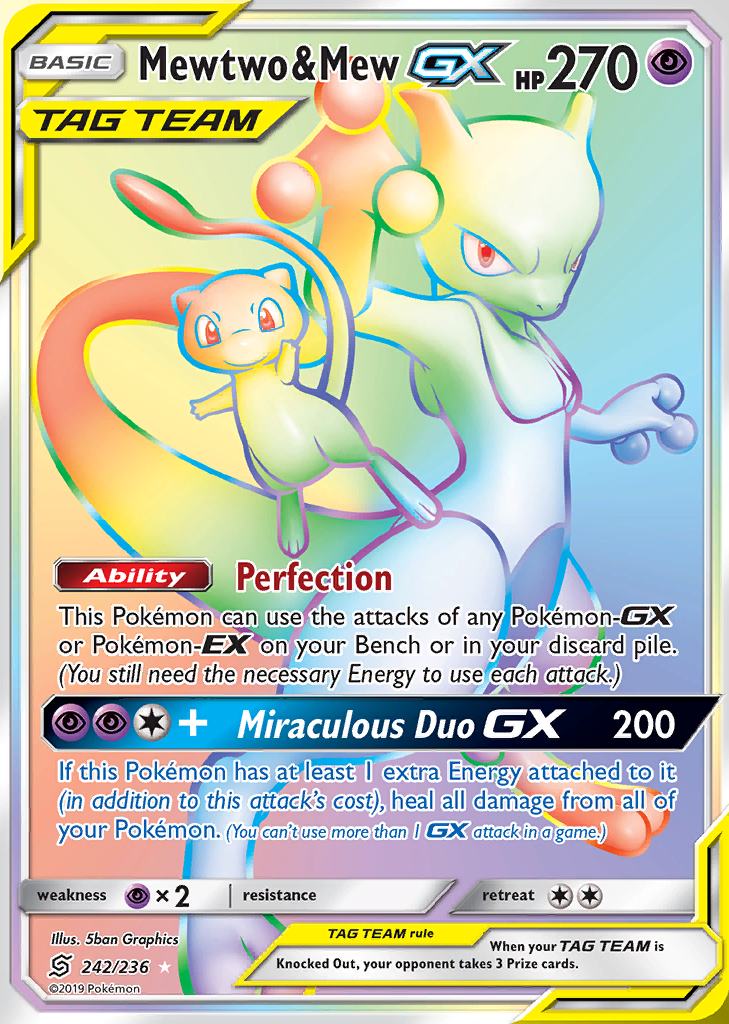 BASIC Mewtwo&Mew GX HP270
TAG TEAM
Ability Perfection
This Pokémon can use the attacks of any Pokémon-GX
or Pokémon-EX on your Bench or in your discard pile.
(You still need the necessary Energy to use each attack.)
+ Miraculous Duo GX 200
If this Pokémon has at least 1 extra Energy attached to it
(in addition to this attack's cost), heal all damage from all of
your Pokémon. (You can't use more than 1 GX attack in a game.)
weakness ×2 resistance retreat
Illus. 5ban Graphics
242/236
©2019 Pokémon
TAG TEAM rule
When your TAG TEAM is
Knocked Out, your opponent takes 3 Prize cards.